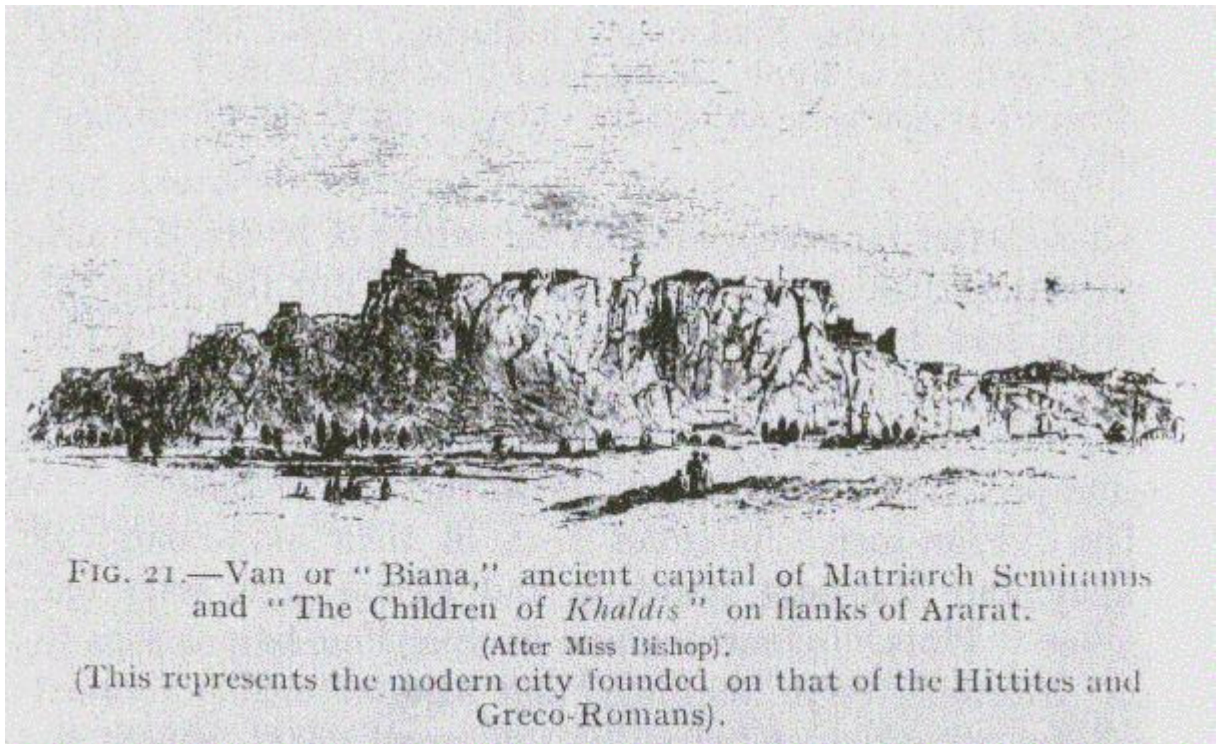 FIG. 21.—Van or “Biana,” ancient capital of Matriarch Semiramis
and “The Children of Khaldis” on flanks of Ararat.
(After Miss Bishop).
(This represents the modern city founded on that of the Hittites and
Greco-Romans).